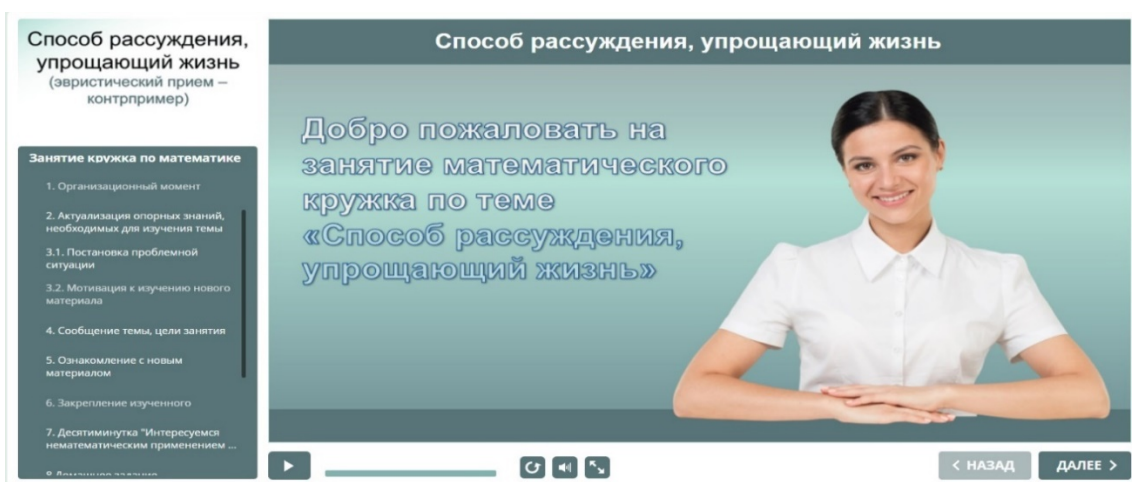 Способ рассуждения,
упрощающий жизнь
(эвристический прием –
контрпример)
Занятие кружка по математике
1. Организационный момент
2. Актуализация опорных знаний,
необходимых для изучения темы
3.1. Постановка проблемной
ситуации
3.2. Мотивация к изучению нового
материала
4. Сообщение темы, цели занятия
5. Ознакомление с новым
материалом
6. Закрепление изученного
7. Десятиминутка "Интересуемся
нематематическим применением ...
8 Домашнее задание
Способ рассуждения, упрощающий жизнь
Добро пожаловать на
занятие математического
кружка по теме
«Способ рассуждения,
упрощающий жизнь»
< НАЗАД
ДАЛЕЕ >